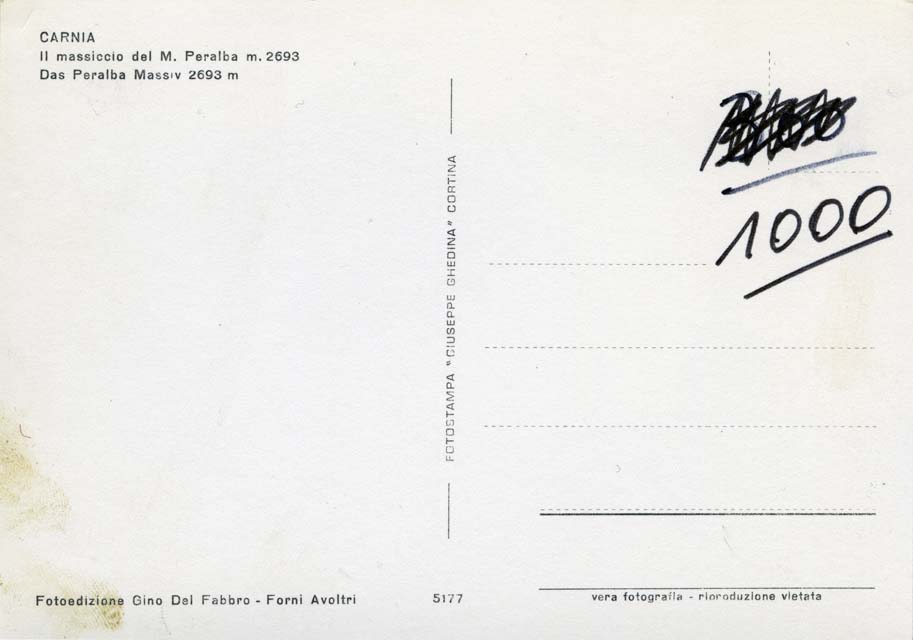 CARNIA
Il massiccio del M. Peralba m. 2693
Das Peralba Massiv 2693 m
FOTOSTAMPA "GIUSEPPE GHEDINA" CORTINA
1000
Fotoedizione Gino Del Fabbro - Forni Avoltri
5177
vera fotografia - riproduzione vietata